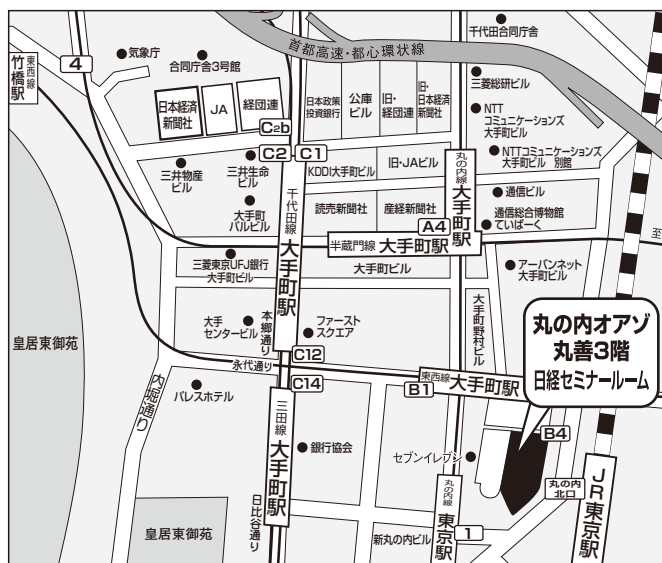 千代田合同庁舎
首都高速・都心環状線
気象庁
合同庁舎3号館
東西線
竹橋駅
4
三菱総研ビル
NTT
コミュニケーションズ
大手町ビル
NTTコミュニケーションズ
大手町ビル 別館
日本経済
新聞社
JA
経団連
日本政策
投資銀行
公庫
ビル
旧・
経団連
旧・
日本経済
新聞社
C2b
C2
C1
三井物産
ビル
三井生命
ビル
KDDI大手町ビル
旧・JAビル
丸の内線
大手町駅
通信ビル
大手町
パルビル
千代田線
大手町駅
読売新聞社
産経新聞社
A4
通信総合博物館
ていぱーく
半蔵門線 大手町駅
至
三菱東京UFJ銀行
大手町ビル
大手町ビル
アーバンネット
大手町ビル
皇居東御苑
大手
センタービル
本郷通り
ファースト
スクエア
大手町野村ビル
丸の内オアゾ
丸善3階
日経セミナールーム
永代通り
C12
内堀通り
パレスホテル
C14
東西線 大手町駅
B1
B4
三田線
大手町駅
銀行協会
セブンイレブン
丸の内
北口
JR東京駅
皇居東御苑
日比谷通り
新丸の内ビル
丸の内線
東京駅
1